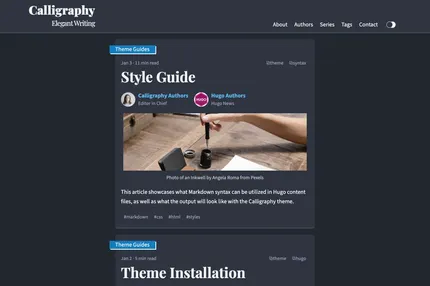 Calligraphy
Elegant Writing
About Authors Series Tags Contact
Theme Guides
Jan 3 · 11 min read @theme @syntax
Style Guide
Calligraphy Authors
Editor in Chief
HUGO
Hugo Authors
Hugo News
Photo of an Inkwell by Angela Roma from Pexels
This article showcases what Markdown syntax can be utilized in Hugo content
files, as well as what the output will look like with the Calligraphy theme.
#markdown #css #html #styles
Theme Guides
Jan 2 · 5 min read @theme @hugo
Theme Installation